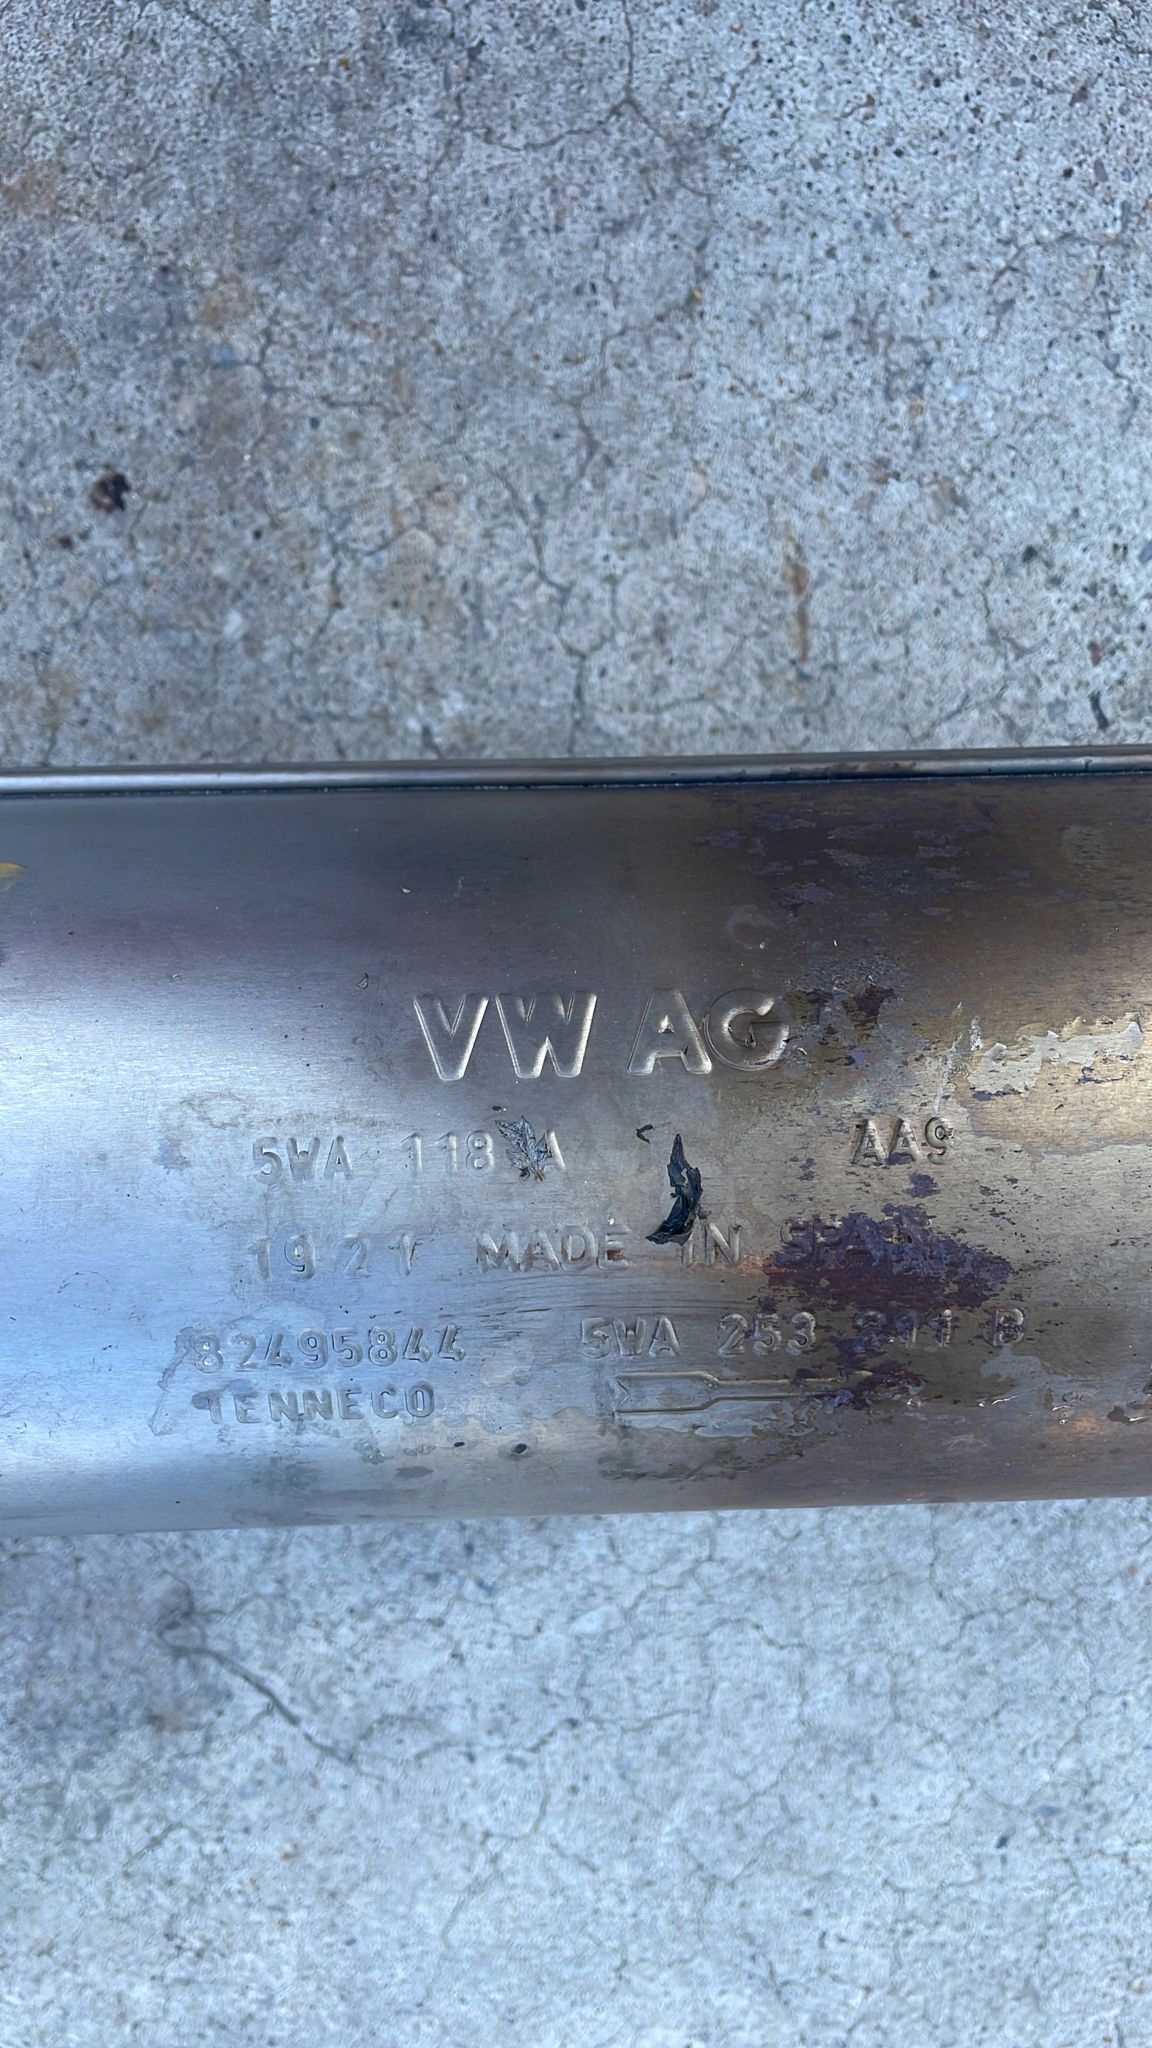 VW AG
5WA 118 A AA9
19 21 MADE IN SPAIN
82495844 5WA 253 211 B
TENNECO